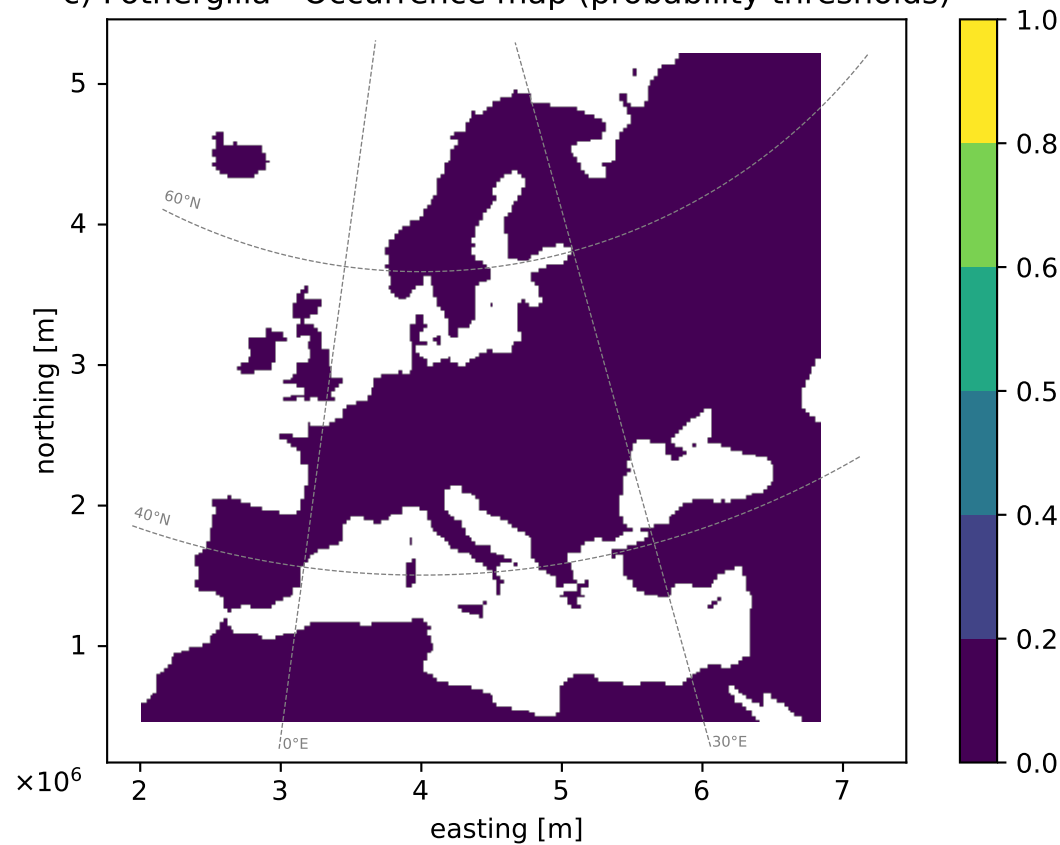 c) Fothergilla - Occurrence map (probability thresholds)
1.0
0.8
0.6
0.5
0.4
0.2
0.0
5
4
3
2
1
northing [m]
60°N
40°N
0°E
30°E
×10⁶
2 3 4 5 6 7
easting [m]